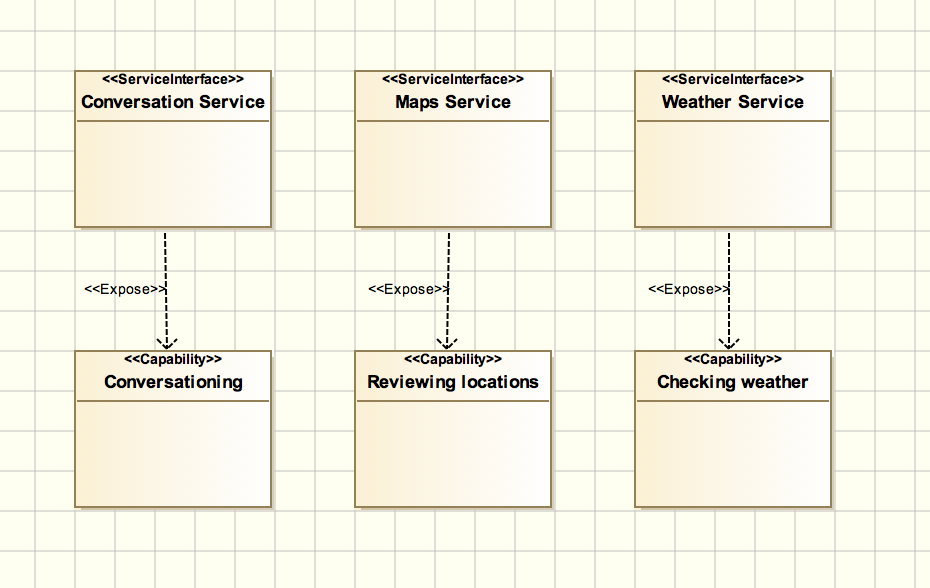 <<ServiceInterface>>
Conversation Service
<<ServiceInterface>>
Maps Service
<<ServiceInterface>>
Weather Service
<<Expose>>
<<Expose>>
<<Expose>>
<<Capability>>
Conversationing
<<Capability>>
Reviewing locations
<<Capability>>
Checking weather